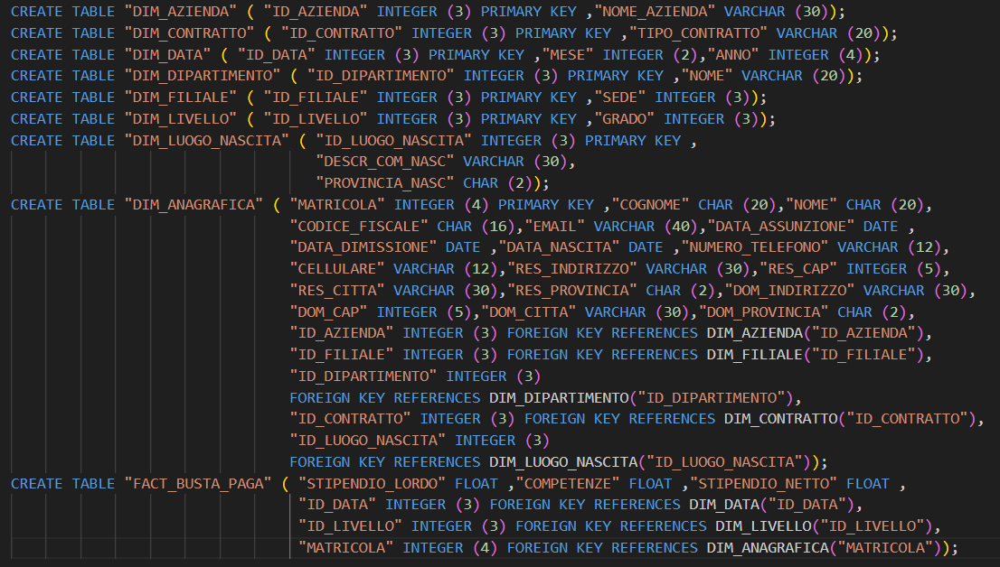 CREATE TABLE "DIM_AZIENDA" ( "ID_AZIENDA" INTEGER (3) PRIMARY KEY ,"NOME_AZIENDA" VARCHAR (30));
CREATE TABLE "DIM_CONTRATTO" ( "ID_CONTRATTO" INTEGER (3) PRIMARY KEY ,"TIPO_CONTRATTO" VARCHAR (20));
CREATE TABLE "DIM_DATA" ( "ID_DATA" INTEGER (3) PRIMARY KEY ,"MESE" INTEGER (2),"ANNO" INTEGER (4));
CREATE TABLE "DIM_DIPARTIMENTO" ( "ID_DIPARTIMENTO" INTEGER (3) PRIMARY KEY ,"NOME" VARCHAR (20));
CREATE TABLE "DIM_FILIALE" ( "ID_FILIALE" INTEGER (3) PRIMARY KEY ,"SEDE" INTEGER (3));
CREATE TABLE "DIM_LIVELLO" ( "ID_LIVELLO" INTEGER (3) PRIMARY KEY ,"GRADO" INTEGER (3));
CREATE TABLE "DIM_LUOGO_NASCITA" ( "ID_LUOGO_NASCITA" INTEGER (3) PRIMARY KEY ,
"DESCR_COM_NASC" VARCHAR (30),
"PROVINCIA_NASC" CHAR (2));
CREATE TABLE "DIM_ANAGRAFICA" ( "MATRICOLA" INTEGER (4) PRIMARY KEY ,"COGNOME" CHAR (20),"NOME" CHAR (20),
"CODICE_FISCALE" CHAR (16),"EMAIL" VARCHAR (40),"DATA_ASSUNZIONE" DATE ,
"DATA_DIMISSIONE" DATE ,"DATA_NASCITA" DATE ,"NUMERO_TELEFONO" VARCHAR (12),
"CELLULARE" VARCHAR (12),"RES_INDIRIZZO" VARCHAR (30),"RES_CAP" INTEGER (5),
"RES_CITTA" VARCHAR (30),"RES_PROVINCIA" CHAR (2),"DOM_INDIRIZZO" VARCHAR (30),
"DOM_CAP" INTEGER (5),"DOM_CITTA" VARCHAR (30),"DOM_PROVINCIA" CHAR (2),
"ID_AZIENDA" INTEGER (3) FOREIGN KEY REFERENCES DIM_AZIENDA("ID_AZIENDA"),
"ID_FILIALE" INTEGER (3) FOREIGN KEY REFERENCES DIM_FILIALE("ID_FILIALE"),
"ID_DIPARTIMENTO" INTEGER (3)
FOREIGN KEY REFERENCES DIM_DIPARTIMENTO("ID_DIPARTIMENTO"),
"ID_CONTRATTO" INTEGER (3) FOREIGN KEY REFERENCES DIM_CONTRATTO("ID_CONTRATTO"),
"ID_LUOGO_NASCITA" INTEGER (3)
FOREIGN KEY REFERENCES DIM_LUOGO_NASCITA("ID_LUOGO_NASCITA"));
CREATE TABLE "FACT_BUSTA_PAGA" ( "STIPENDIO_LORDO" FLOAT ,"COMPETENZE" FLOAT ,"STIPENDIO_NETTO" FLOAT ,
"ID_DATA" INTEGER (3) FOREIGN KEY REFERENCES DIM_DATA("ID_DATA"),
"ID_LIVELLO" INTEGER (3) FOREIGN KEY REFERENCES DIM_LIVELLO("ID_LIVELLO"),
"MATRICOLA" INTEGER (4) FOREIGN KEY REFERENCES DIM_ANAGRAFICA("MATRICOLA"));